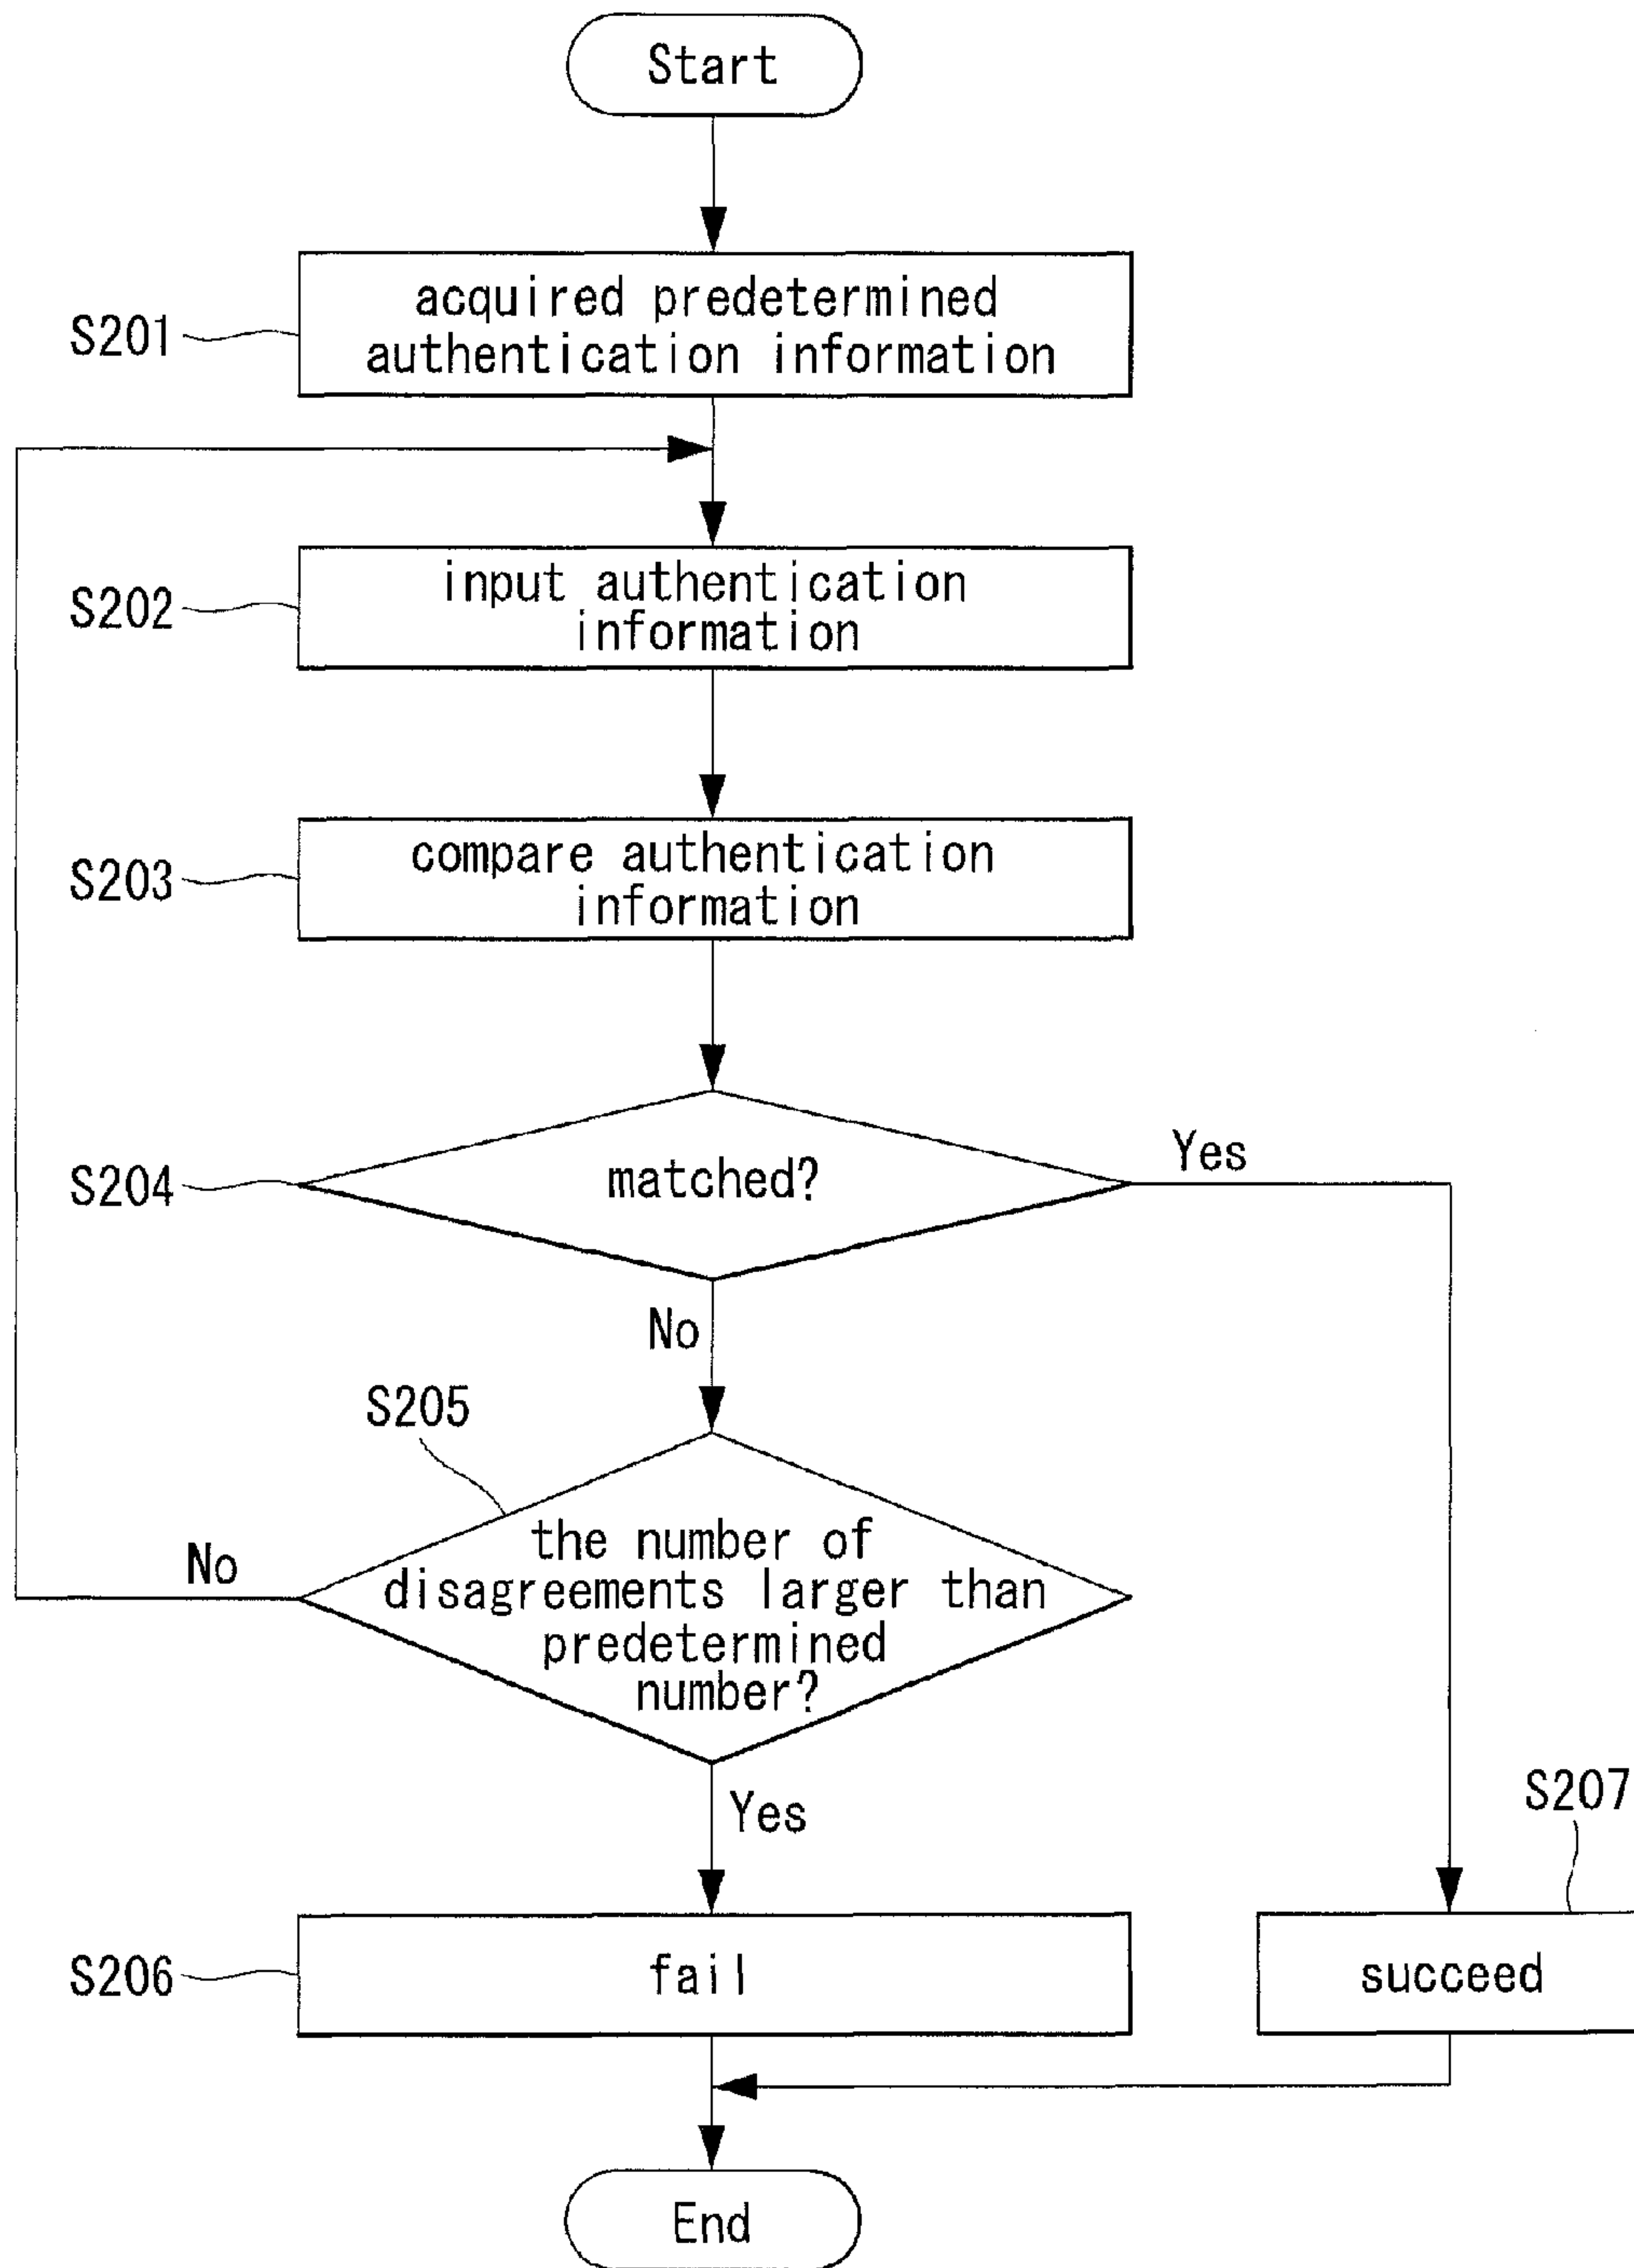 Start
S201
acquired predetermined
authentication information
S202
input authentication
information
S203
compare authentication
information
S204
matched?
Yes
No
S205
the number of
disagreements larger than
predetermined
number?
No
Yes
S206
fail
S207
succeed
End